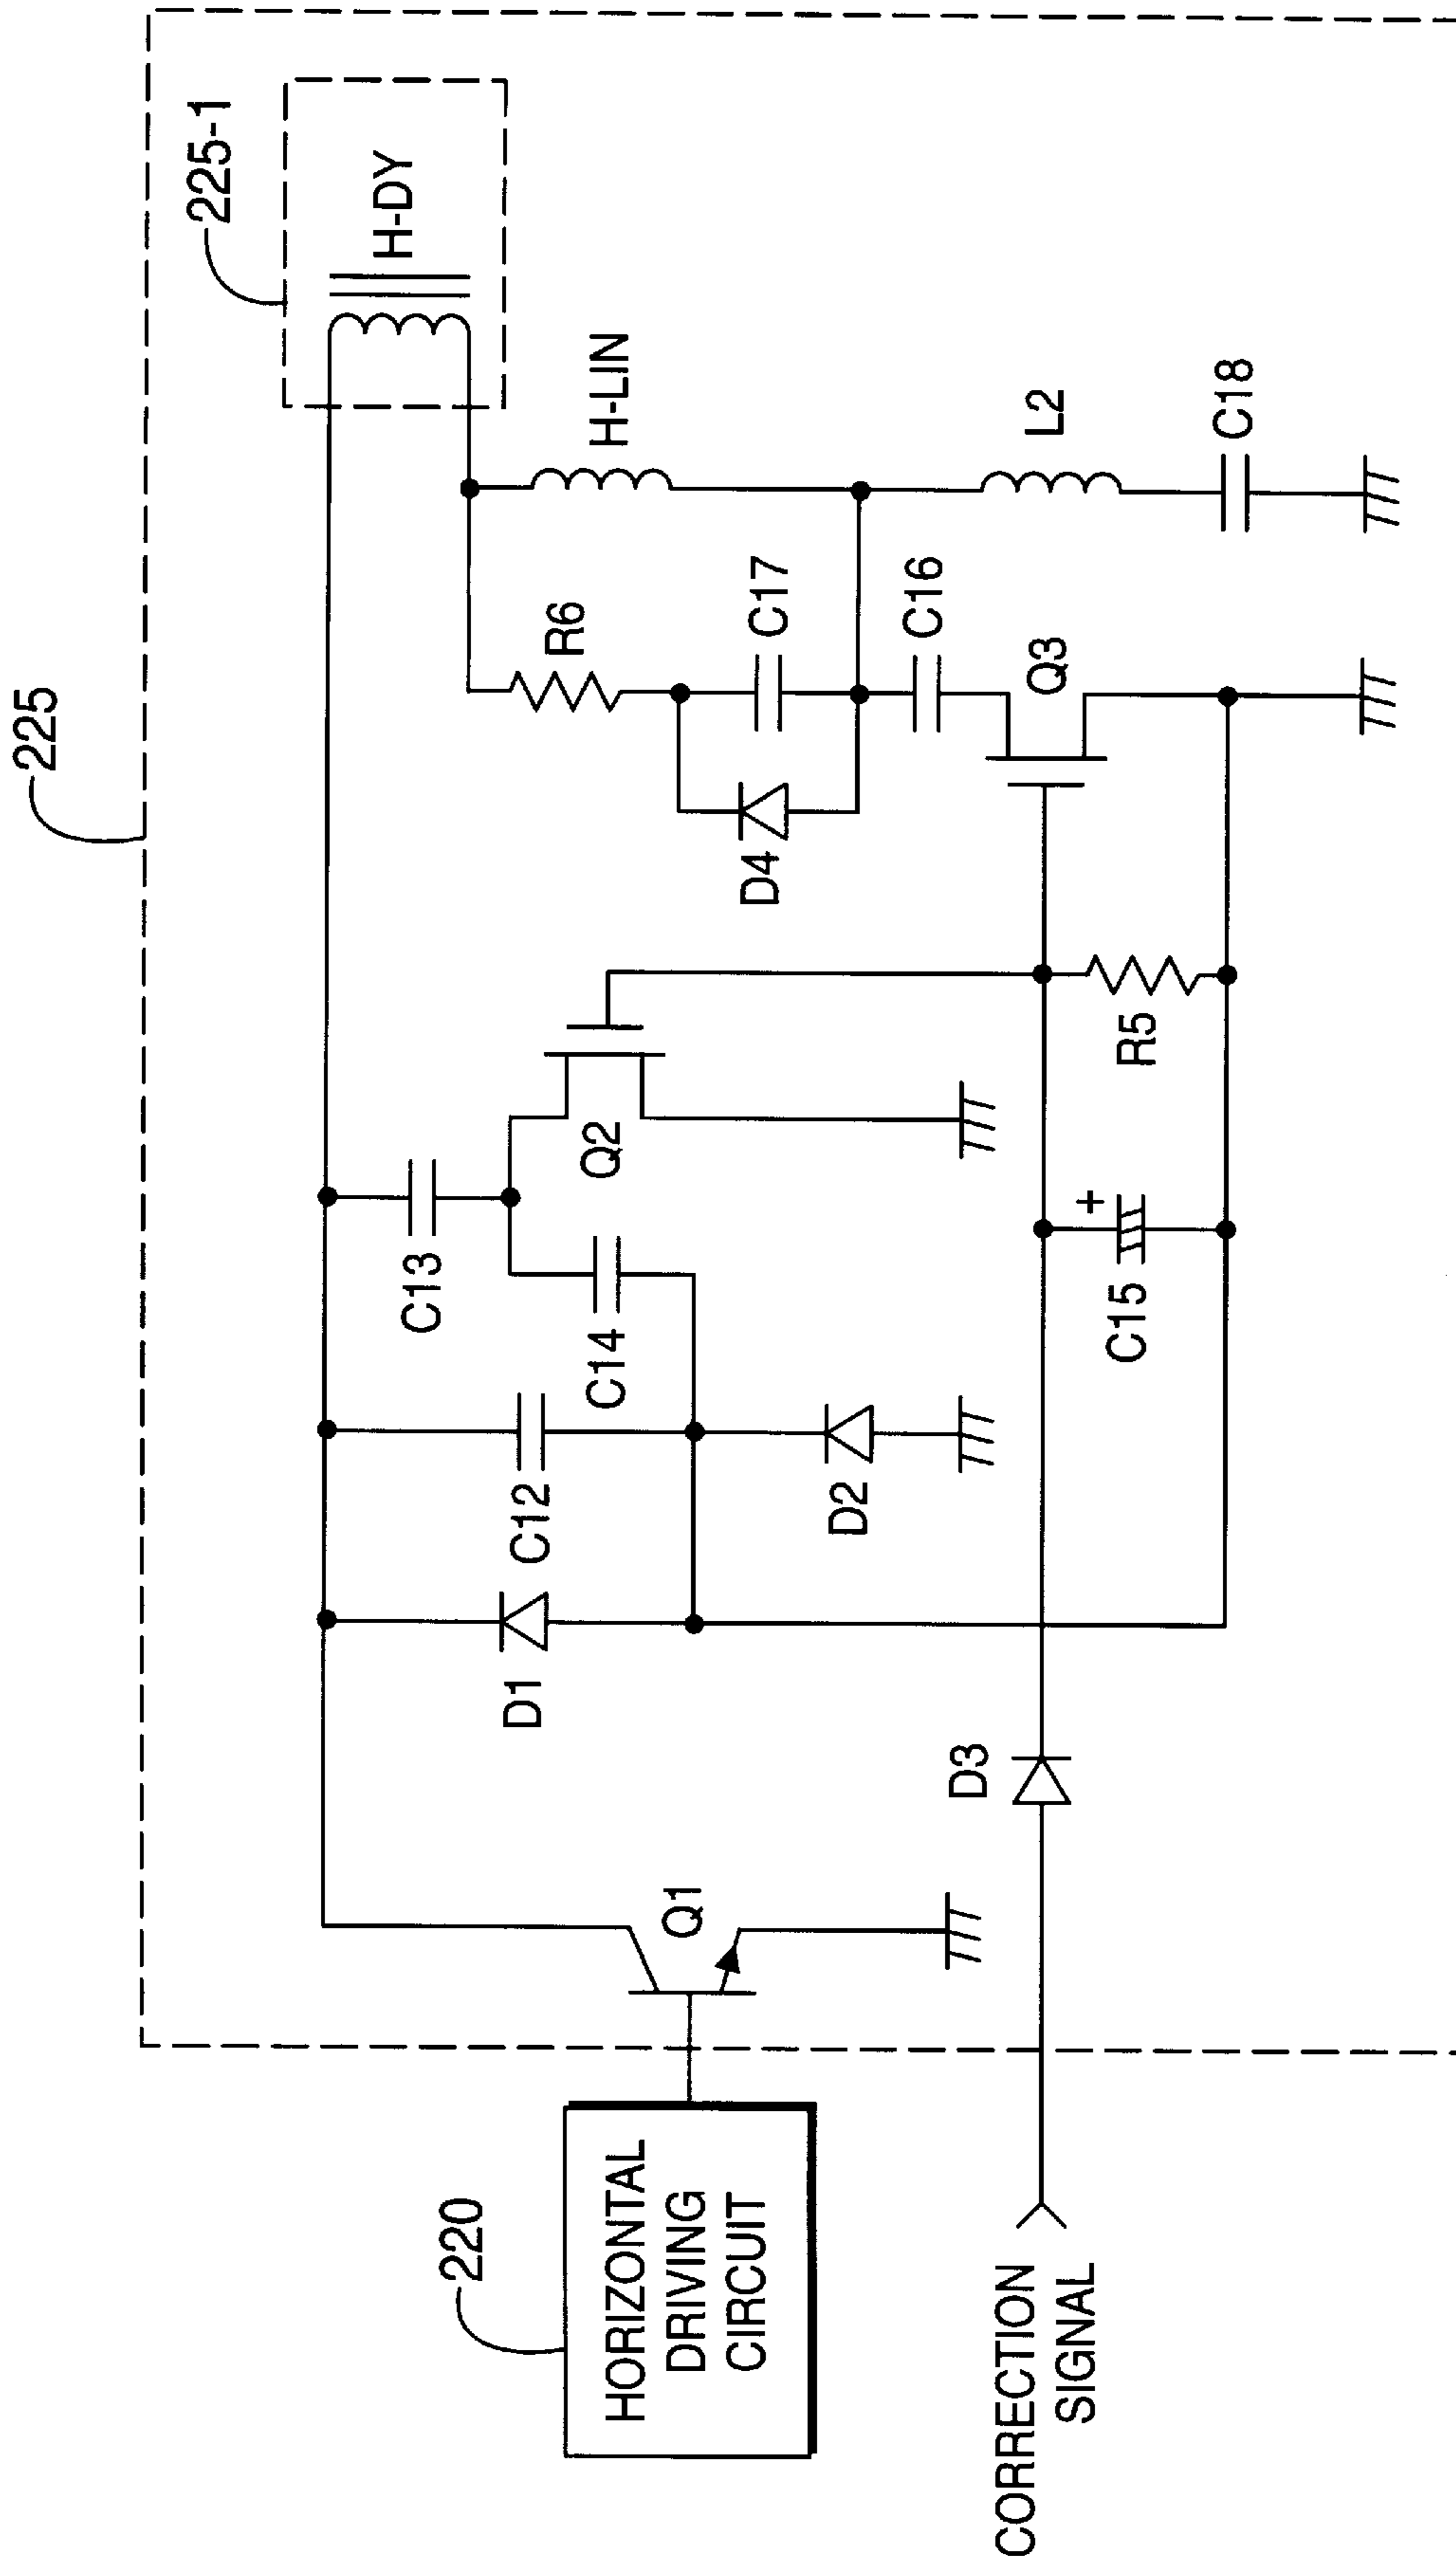 225
225-1
H-DY
220
HORIZONTAL
DRIVING
CIRCUIT
Q1
D1
C12
C13
C14
Q2
D2
R6
H-LIN
C17
D4
C16
L2
C18
Q3
D3
C15
+
R5
CORRECTION
SIGNAL